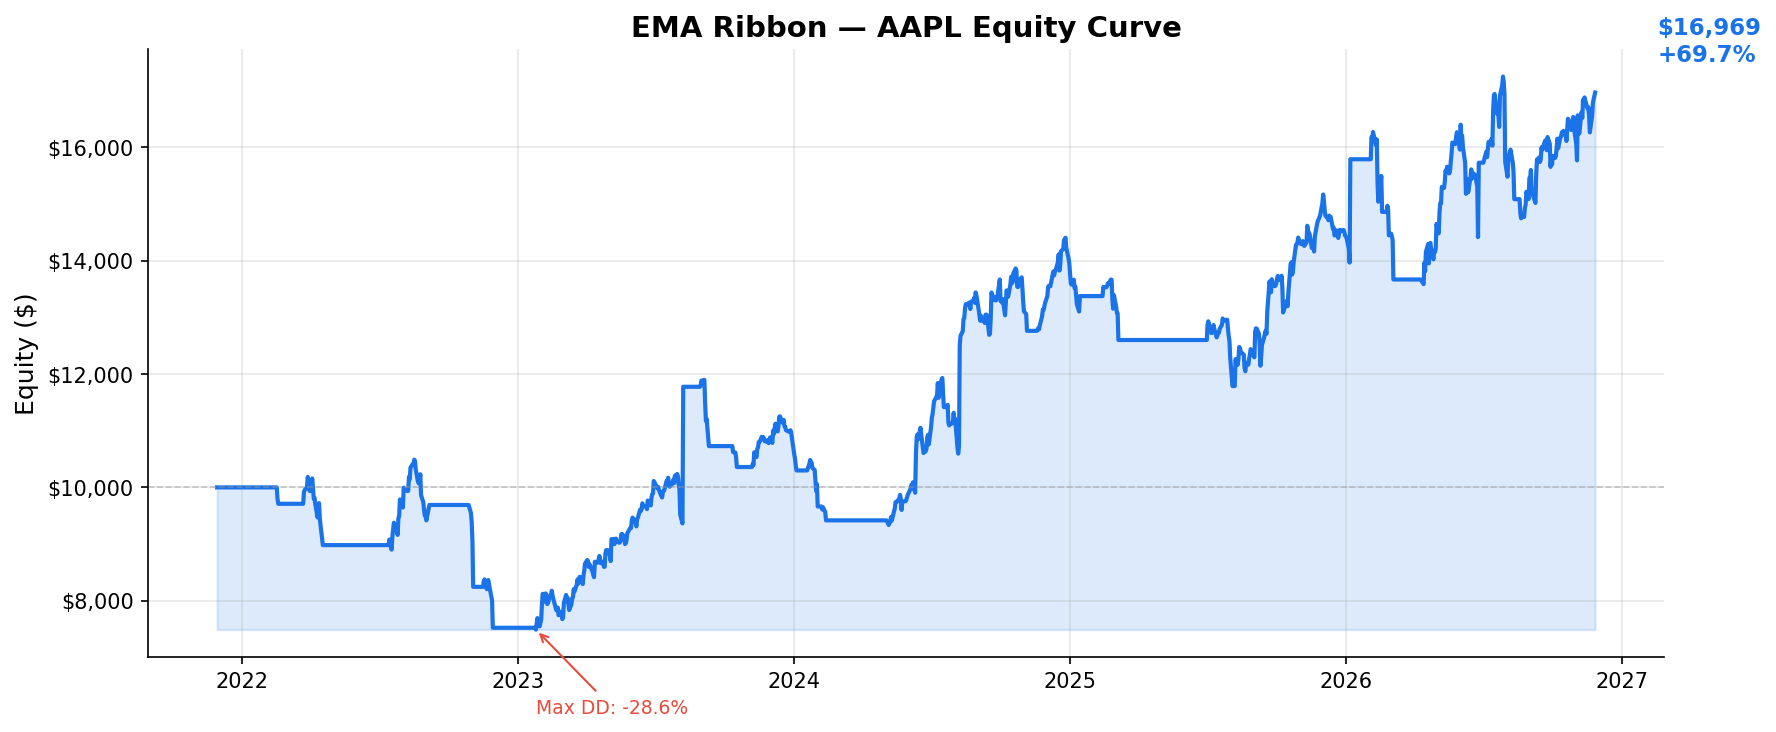 EMA Ribbon — AAPL Equity Curve
$16,969
+69.7%
Equity ($)
$16,000
$14,000
$12,000
$10,000
$8,000
2022 2023 2024 2025 2026 2027
Max DD: -28.6%